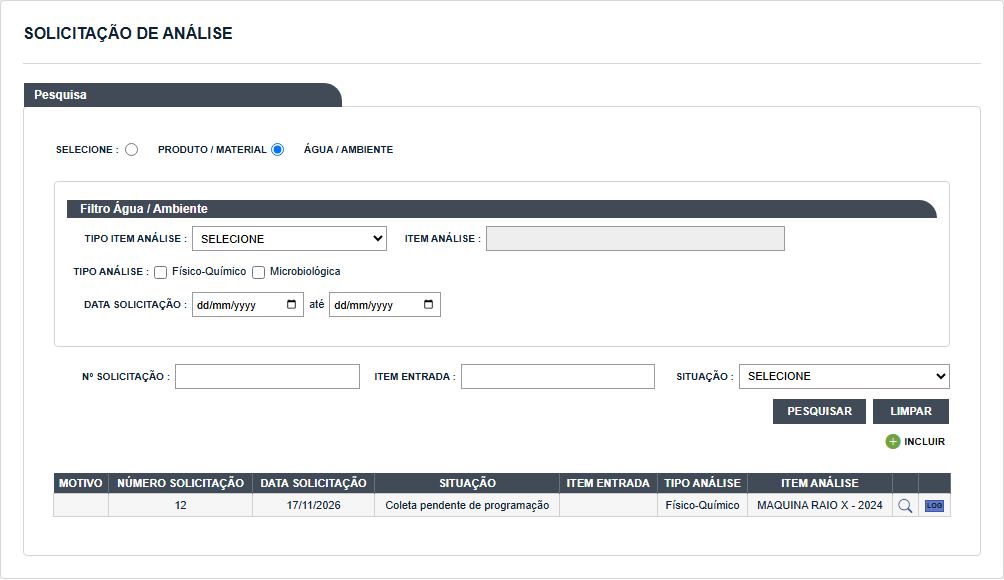 SOLICITAÇÃO DE ANÁLISE
Pesquisa
SELECIONE : PRODUTO / MATERIAL ÁGUA / AMBIENTE
Filtro Água / Ambiente
TIPO ITEM ANÁLISE : SELECIONE ITEM ANÁLISE :
TIPO ANÁLISE : Físico-Químico Microbiológica
DATA SOLICITAÇÃO : dd/mm/yyyy até dd/mm/yyyy
Nº SOLICITAÇÃO : ITEM ENTRADA : SITUAÇÃO : SELECIONE
PESQUISAR LIMPAR
INCLUIR
MOTIVO NÚMERO SOLICITAÇÃO DATA SOLICITAÇÃO SITUAÇÃO ITEM ENTRADA TIPO ANÁLISE ITEM ANÁLISE
12 17/11/2026 Coleta pendente de programação Físico-Químico MAQUINA RAIO X - 2024 LOG